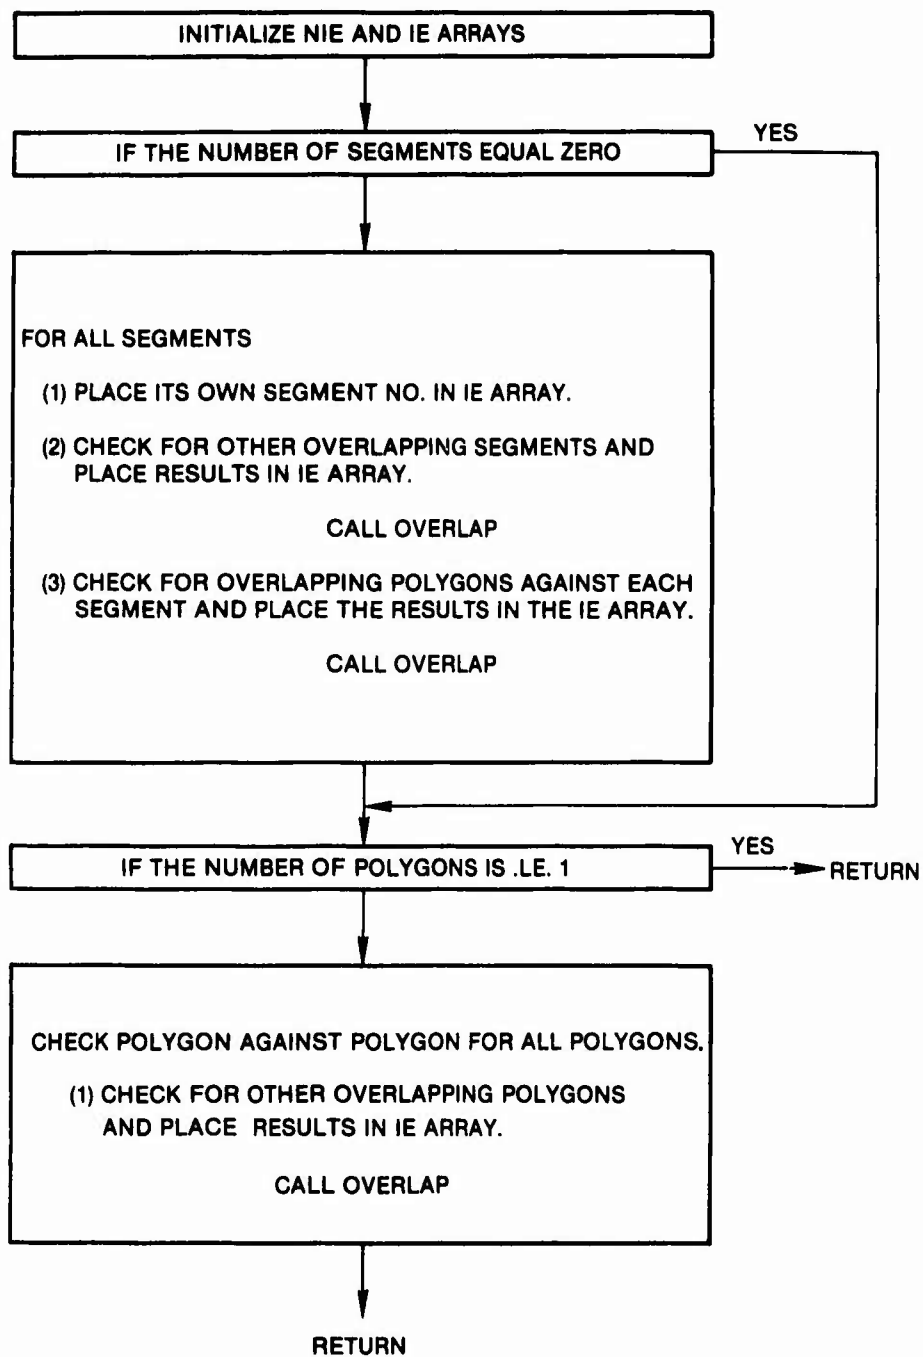 INITIALIZE NIE AND IE ARRAYS
IF THE NUMBER OF SEGMENTS EQUAL ZERO
YES
FOR ALL SEGMENTS
(1) PLACE ITS OWN SEGMENT NO. IN IE ARRAY.
(2) CHECK FOR OTHER OVERLAPPING SEGMENTS AND
PLACE RESULTS IN IE ARRAY.
CALL OVERLAP
(3) CHECK FOR OVERLAPPING POLYGONS AGAINST EACH
SEGMENT AND PLACE THE RESULTS IN THE IE ARRAY.
CALL OVERLAP
IF THE NUMBER OF POLYGONS IS .LE. 1
YES
RETURN
CHECK POLYGON AGAINST POLYGON FOR ALL POLYGONS.
(1) CHECK FOR OTHER OVERLAPPING POLYGONS
AND PLACE RESULTS IN IE ARRAY.
CALL OVERLAP
RETURN